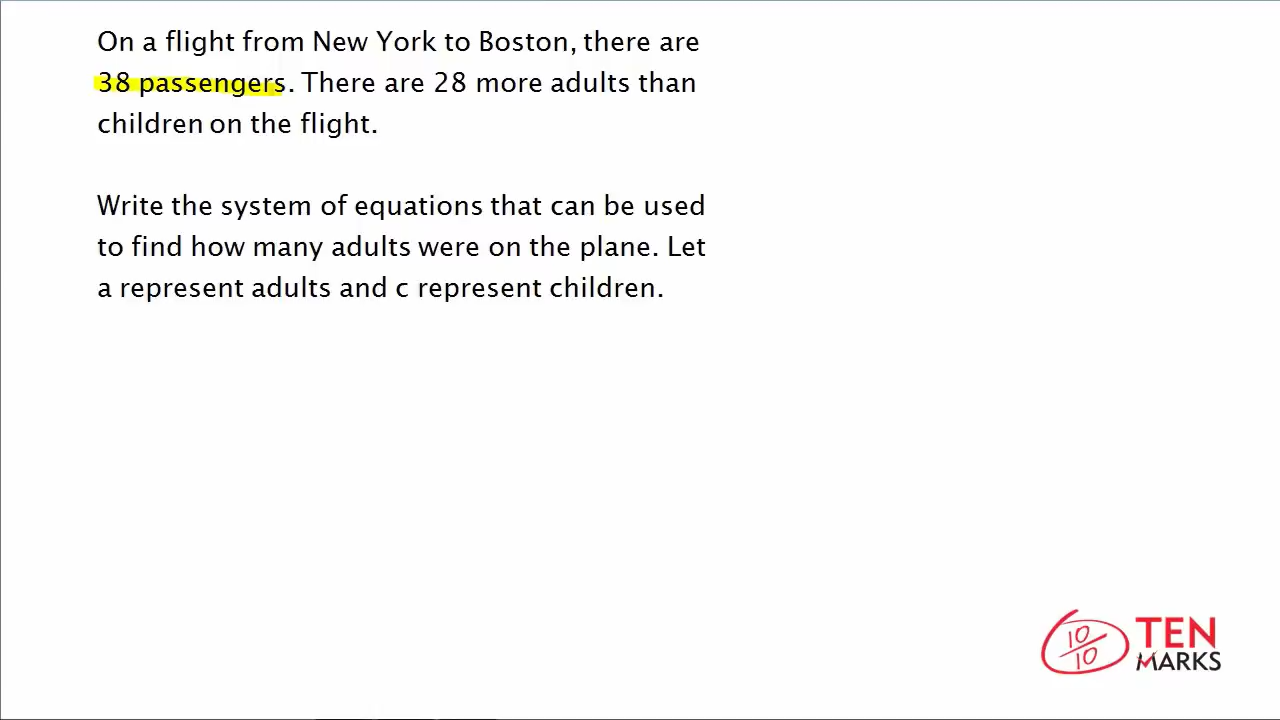 On a flight from New York to Boston, there are
38 passengers. There are 28 more adults than
children on the flight.
Write the system of equations that can be used
to find how many adults were on the plane. Let
a represent adults and c represent children.
10
10
TEN
MARKS